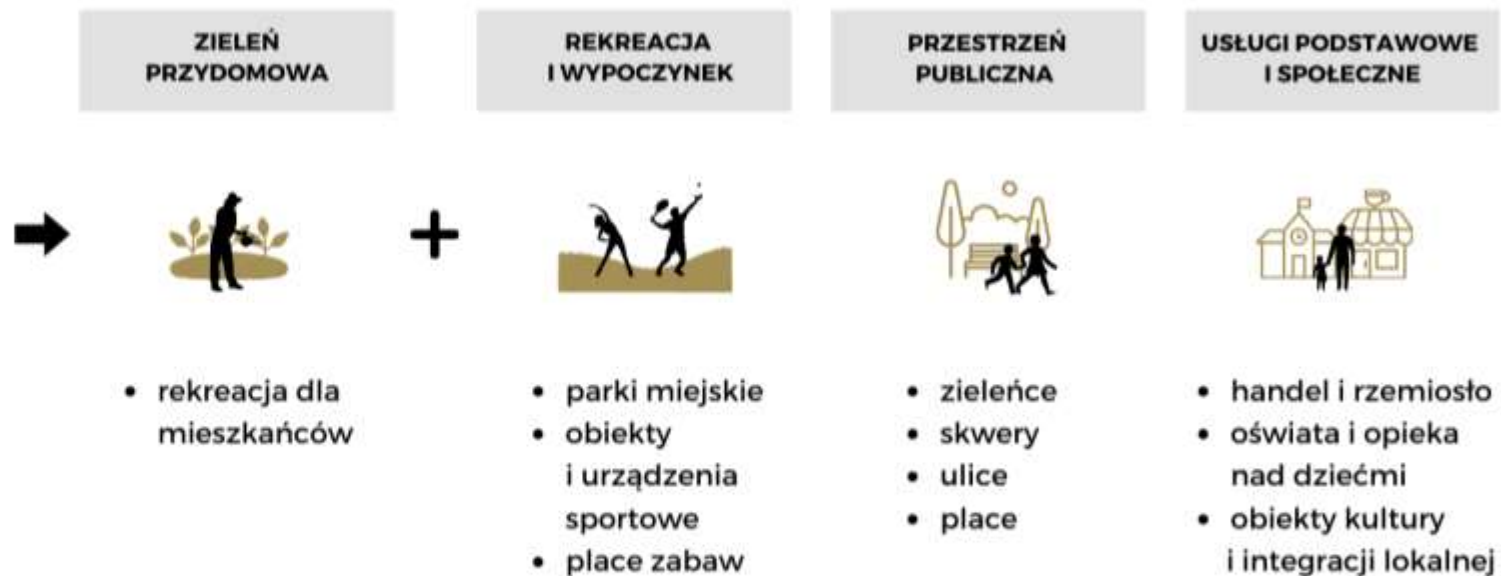 ZIELEŃ
PRZYDOMOWA
REKREACJA
I WYPOCZYNEK
PRZESTRZEŃ
PUBLICZNA
USŁUGI PODSTAWOWE
I SPOŁECZNE
• rekreacja dla
mieszkańców
• parki miejskie
• obiekty
i urządzenia
sportowe
• place zabaw
• zieleńce
• skwery
• ulice
• place
• handel i rzemiosło
• oświata i opieka
nad dziećmi
• obiekty kultury
i integracji lokalnej